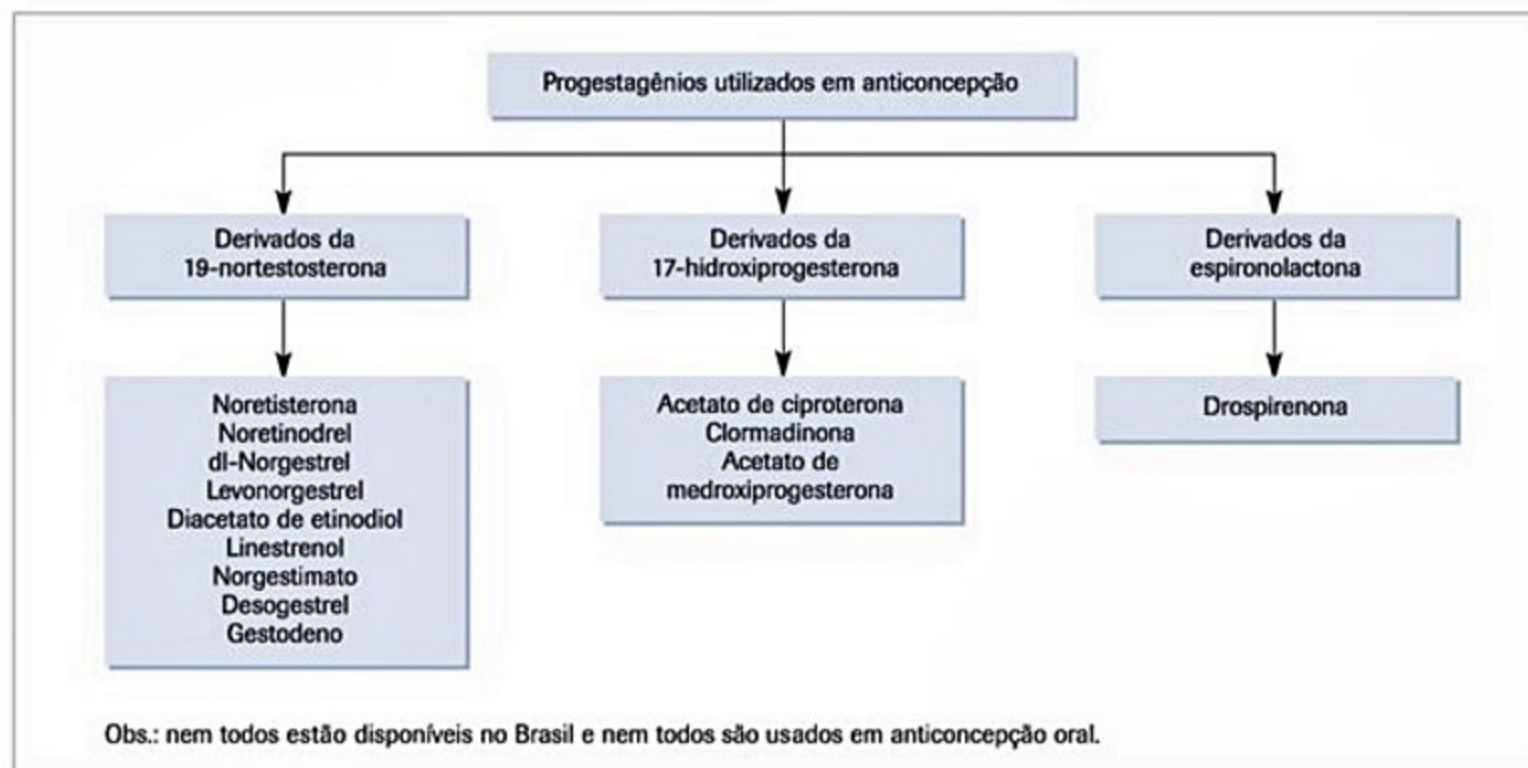 Progestagênios utilizados em anticoncepção
Derivados da
19-nortestosterona
Derivados da
17-hidroxiprogesterona
Derivados da
espironolactona
Noretisterona
Noretinodrel
dl-Norgestrel
Levonorgestrel
Diacetato de etinodiol
Linestrenol
Norgestimato
Desogestrel
Gestodeno
Acetato de ciproterona
Clormadinona
Acetato de
medroxiprogesterona
Drospirenona
Obs.: nem todos estão disponíveis no Brasil e nem todos são usados em anticoncepção oral.